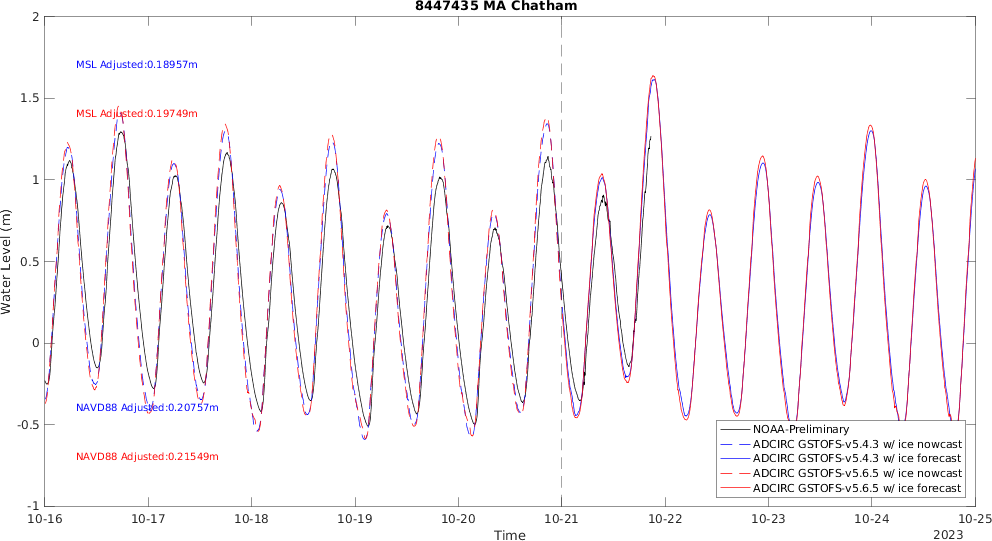 8447435 MA Chatham
2
MSL Adjusted:0.18957m
1.5
MSL Adjusted:0.19749m
1
0.5
Water Level (m)
0
NAVD88 Adjusted:0.20757m
-0.5
NAVD88 Adjusted:0.21549m
-1
NOAA-Preliminary
ADCIRC GSTOFS-v5.4.3 w/ ice nowcast
ADCIRC GSTOFS-v5.4.3 w/ ice forecast
ADCIRC GSTOFS-v5.6.5 w/ ice nowcast
ADCIRC GSTOFS-v5.6.5 w/ ice forecast
10-16 10-17 10-18 10-19 10-20 10-21 10-22 10-23 10-24 10-25
Time
2023